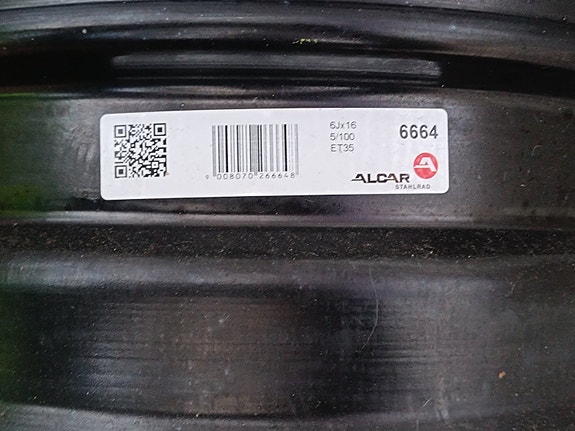 6Jx16
5/100
ET35
6664
9 008070 266648
ALCAR
STAHLRAD